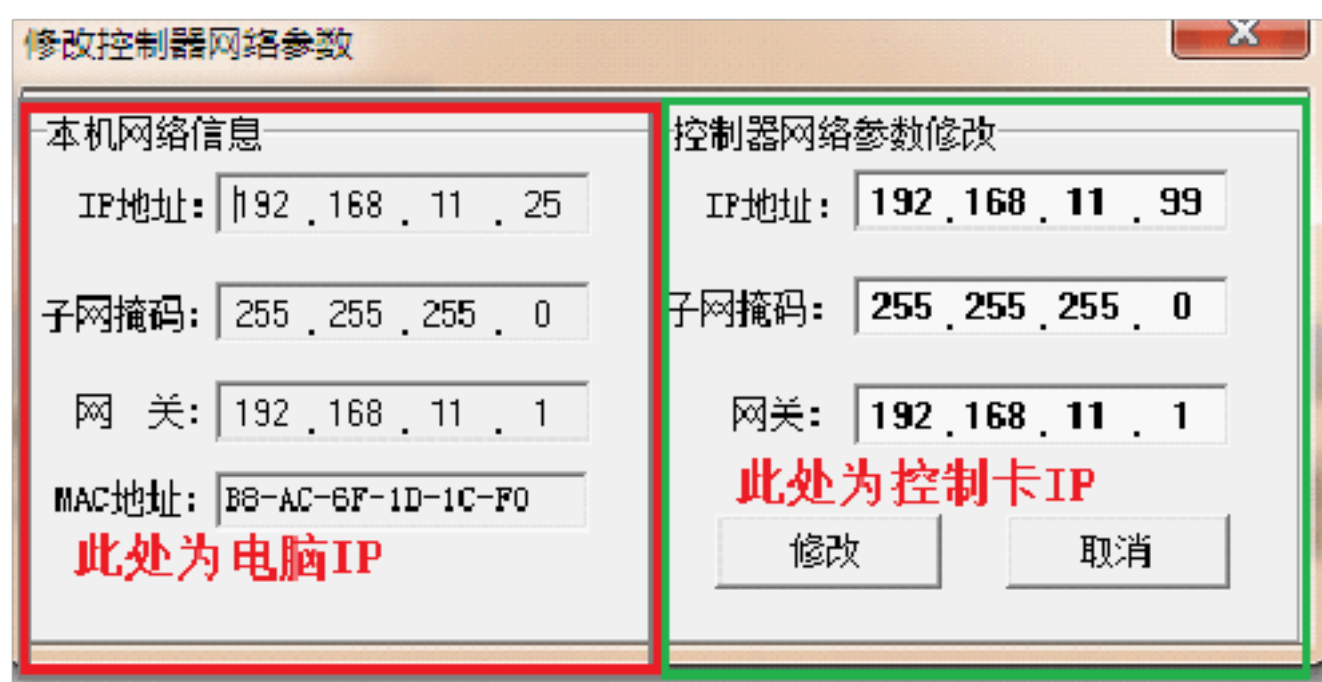 修改控制器网络参数
本机网络信息
IP地址: 192 . 168 . 11 . 25
子网掩码: 255 . 255 . 255 . 0
网 关: 192 . 168 . 11 . 1
MAC地址: B8-AC-6F-1D-1C-F0
此处为电脑IP
控制器网络参数修改
IP地址: 192 . 168 . 11 . 99
子网掩码: 255 . 255 . 255 . 0
网关: 192 . 168 . 11 . 1
此处为控制卡IP
修改
取消